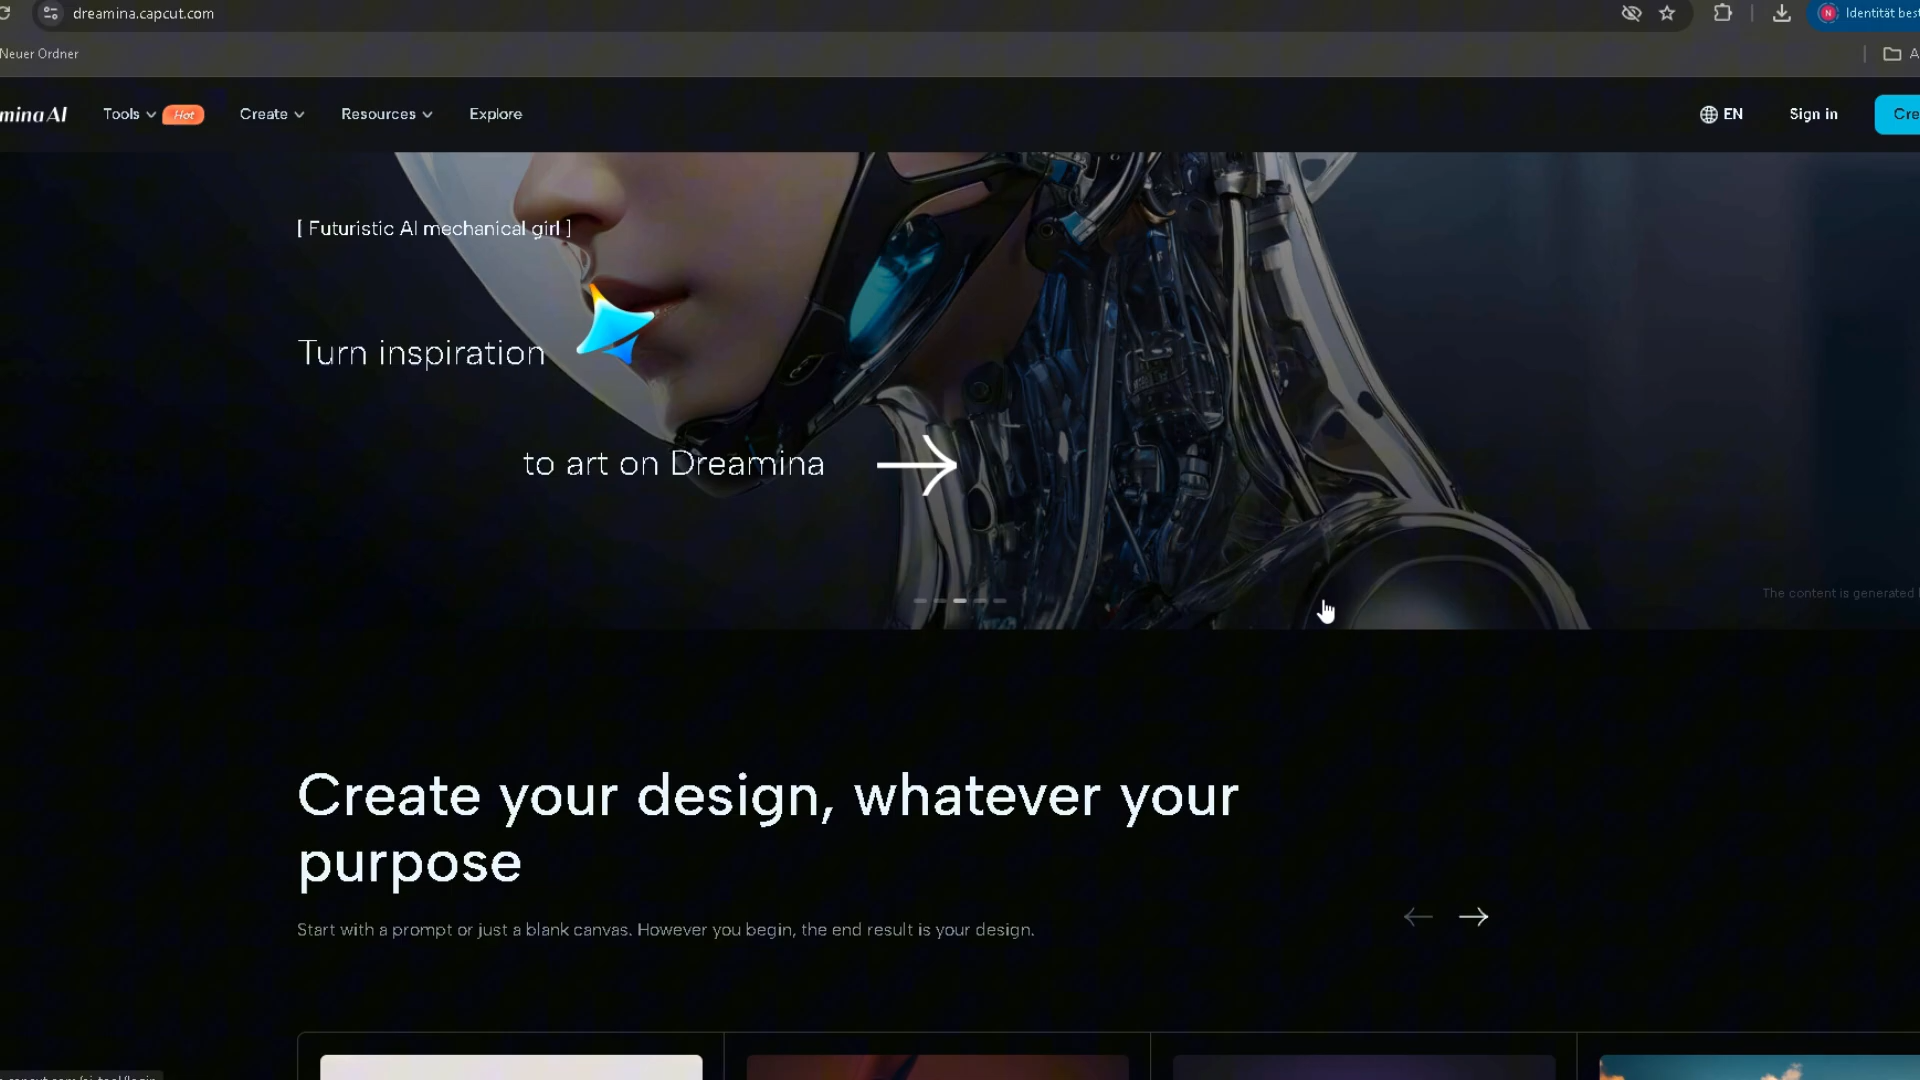 dreamina.capcut.com
Identität best
Neuer Ordner
A
mina AI
Tools
Hot
Create
Resources
Explore
EN
Sign in
Cre
[ Futuristic AI mechanical girl ]
Turn inspiration
to art on Dreamina
The content is generated
Create your design, whatever your
purpose
Start with a prompt or just a blank canvas. However you begin, the end result is your design.